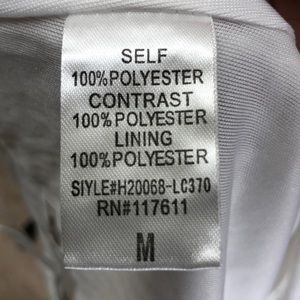 SELF
100%POLYESTER
CONTRAST
100%POLYESTER
LINING
100%POLYESTER
SIYLE#H20068-LC370
RN#117611
M